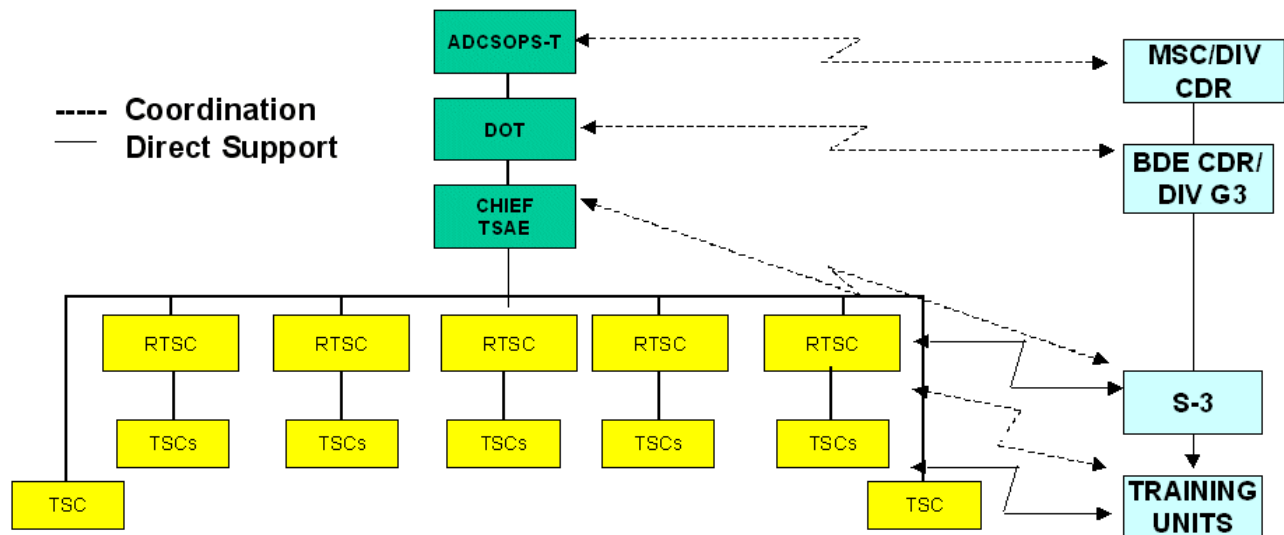 ADCSOPS-T
MSC/DIV
CDR
----- Coordination
Direct Support
DOT
BDE CDR/
DIV G3
CHIEF
TSAE
RTSC
RTSC
RTSC
RTSC
RTSC
S-3
TSCs
TSCs
TSCs
TSCs
TSCs
TSC
TSC
TRAINING
UNITS